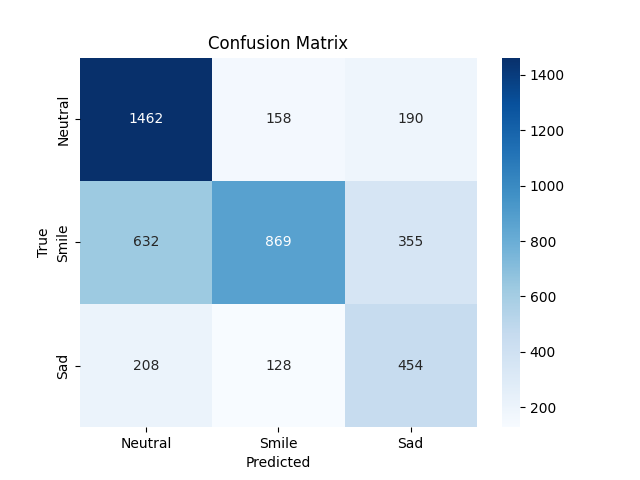 Confusion Matrix
True
Neutral
1462 158 190
Smile
632 869 355
Sad
208 128 454
Neutral Smile Sad
Predicted
1400
1200
1000
800
600
400
200